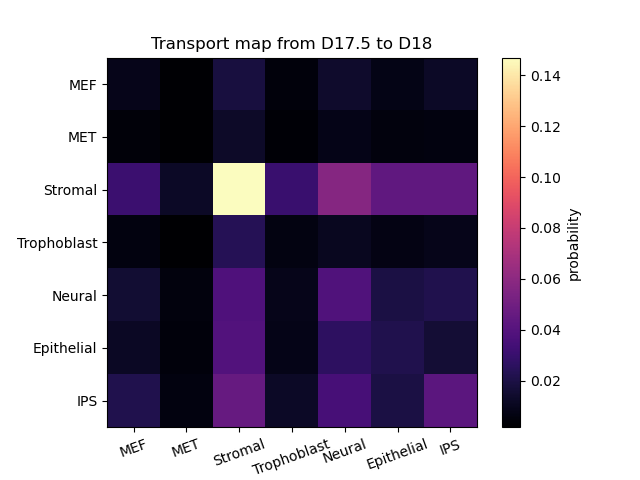 Transport map from D17.5 to D18
MEF
MET
Stromal
Trophoblast
Neural
Epithelial
IPS
MEF
MET
Stromal
Trophoblast
Neural
Epithelial
IPS
0.14
0.12
0.10
0.08
0.06
0.04
0.02
probability